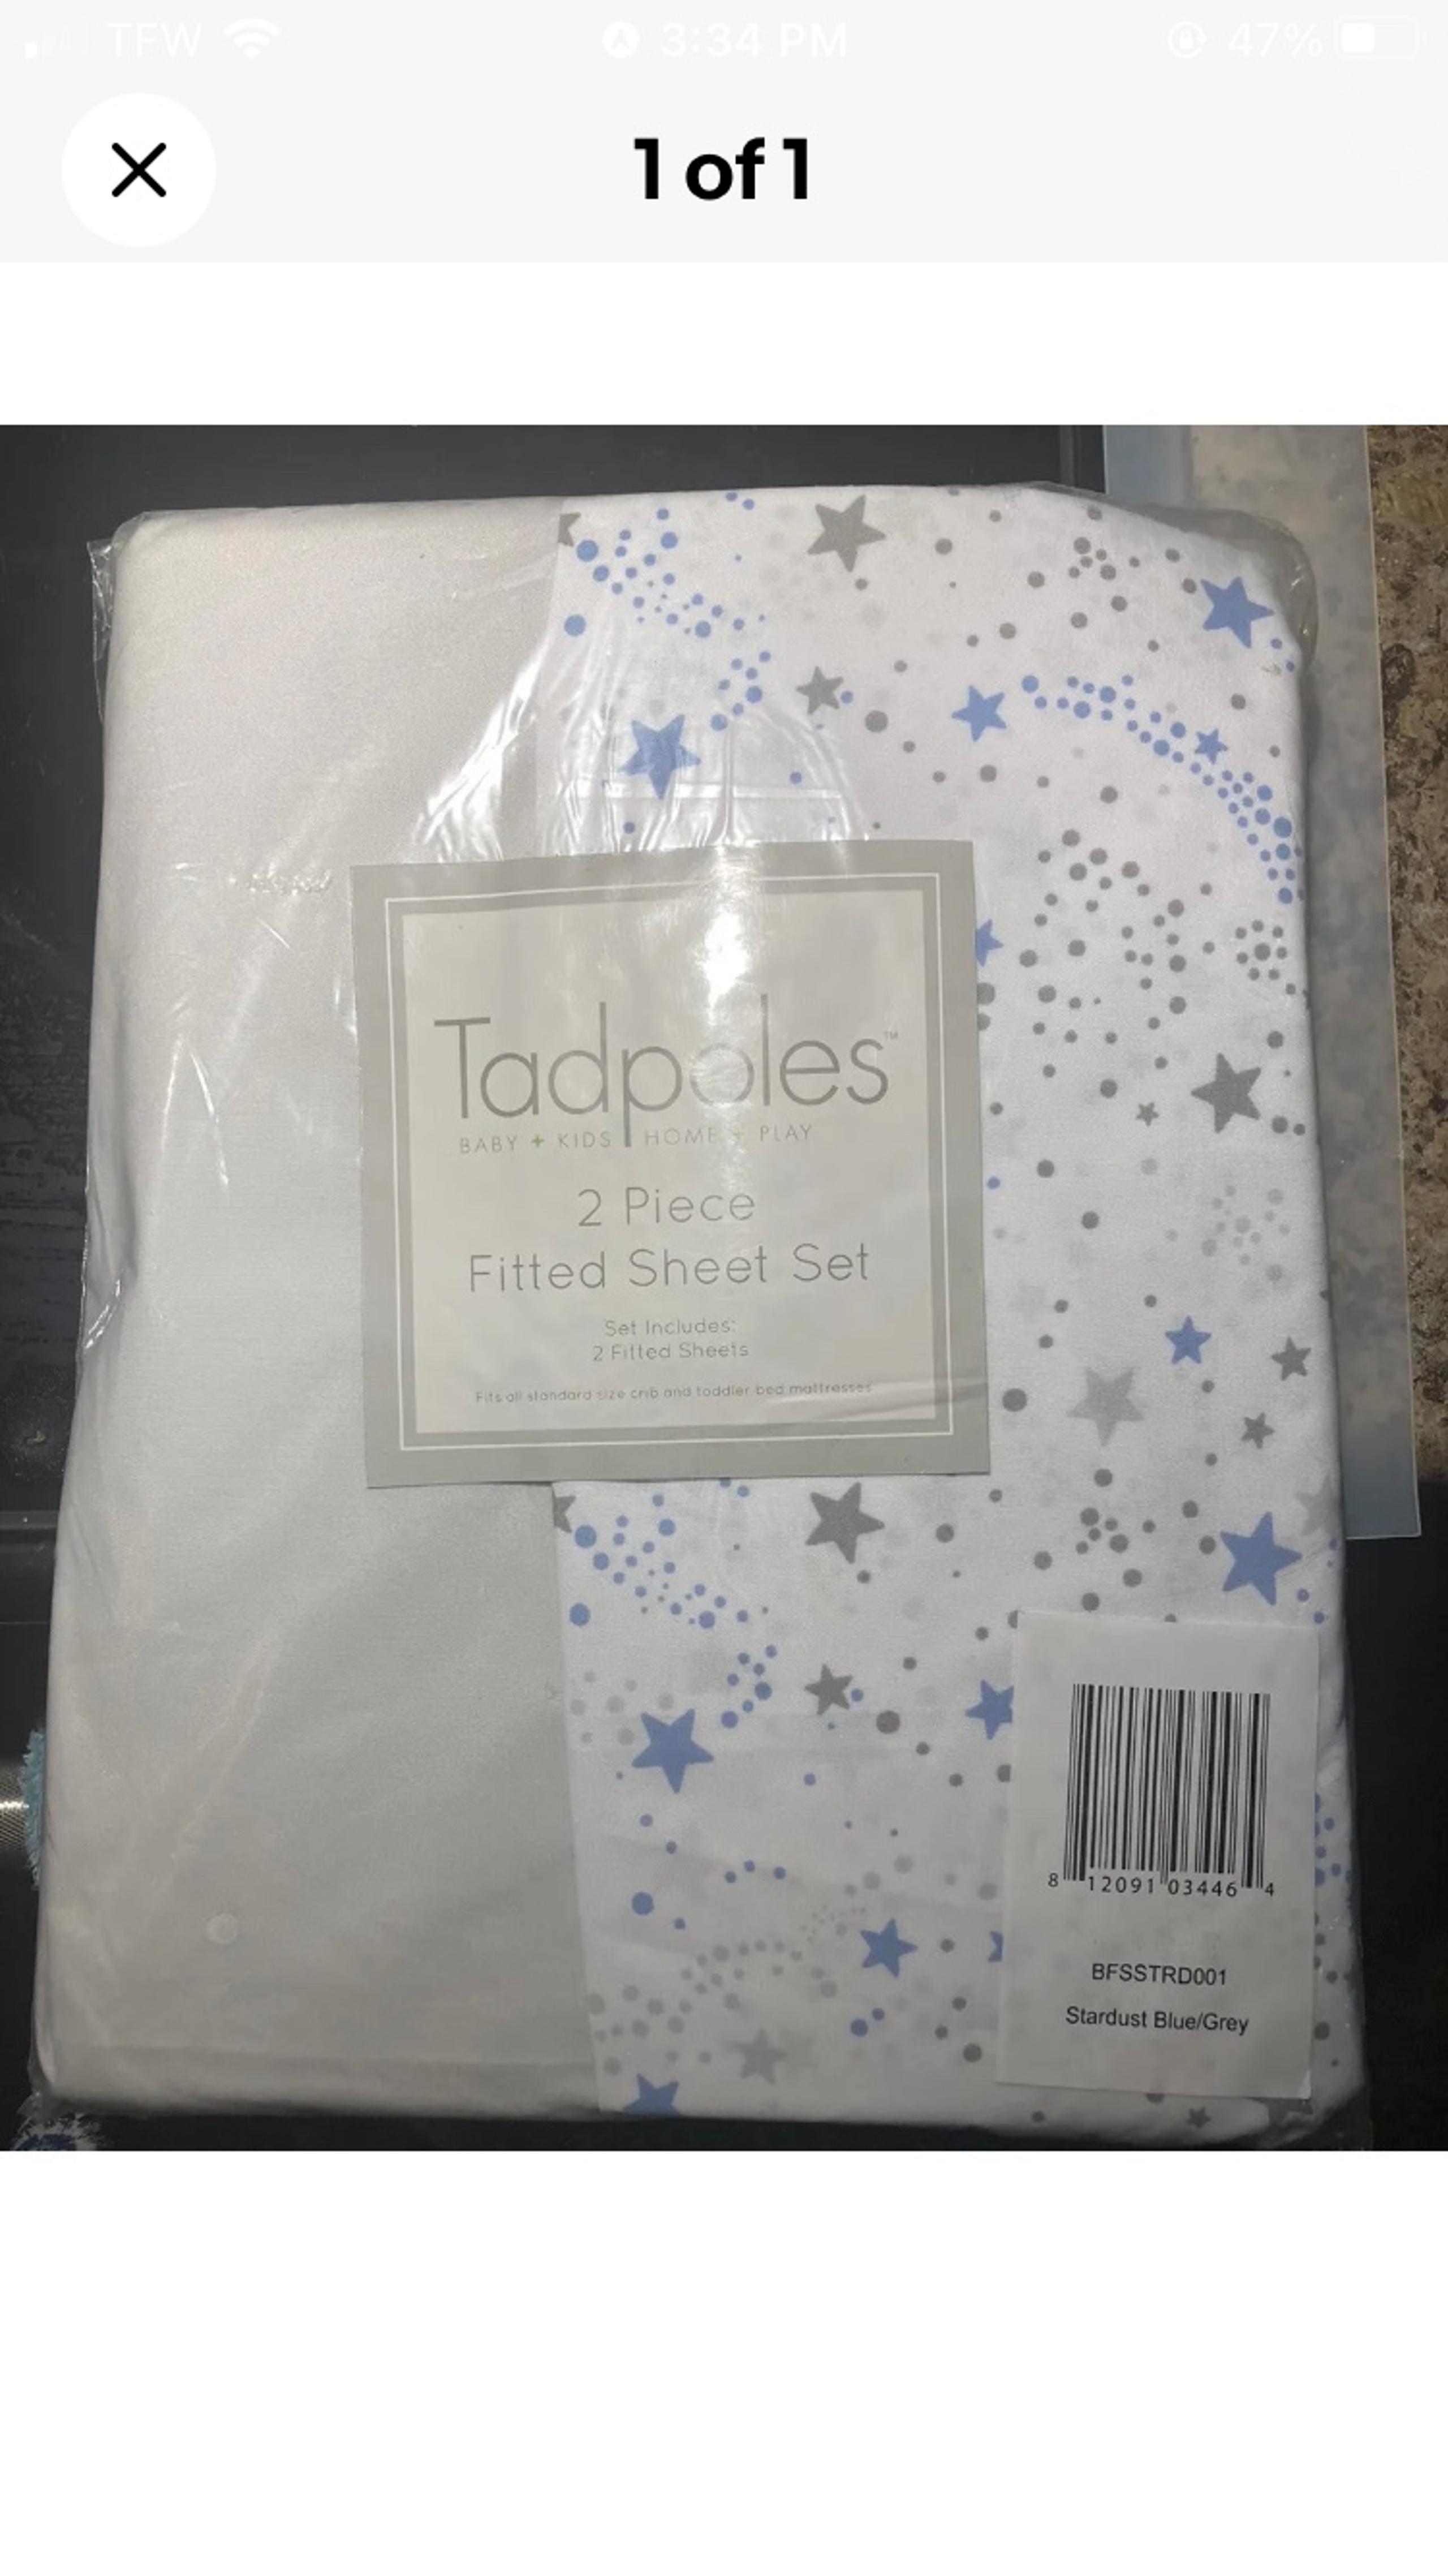 TFW 3:34 PM 47%
1 of 1
Tadpoles™
BABY + KIDS HOME + PLAY
2 Piece
Fitted Sheet Set
Set Includes:
2 Fitted Sheets
Fits all standard size crib and toddler bed mattresses
8 12091 03446 4
BFSSTRD001
Stardust Blue/Grey